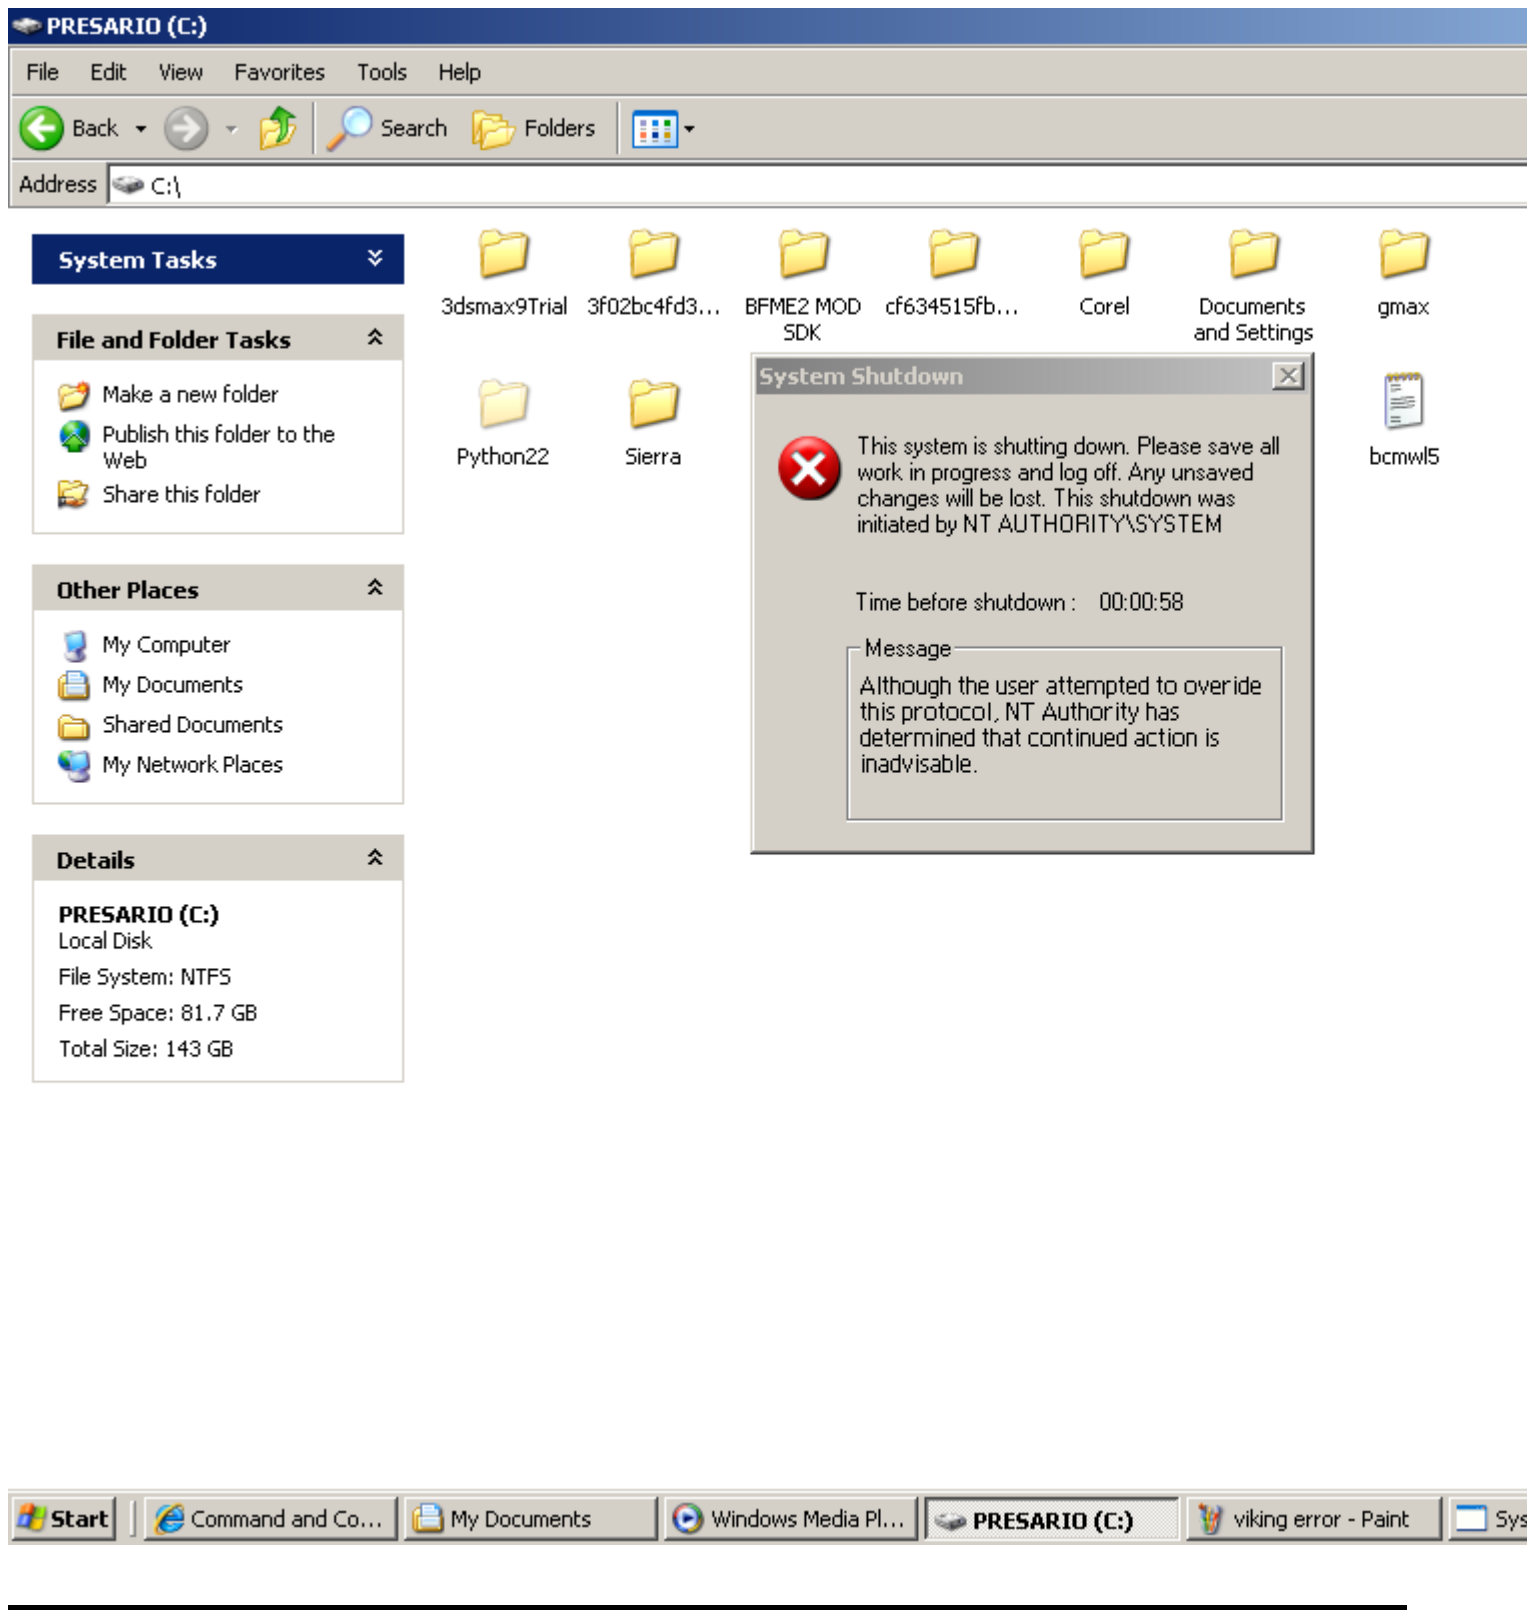 PRESARIO (C:)
File Edit View Favorites Tools Help
Back Search Folders
Address C:\
System Tasks
File and Folder Tasks
Make a new folder
Publish this folder to the
Web
Share this folder
Other Places
My Computer
My Documents
Shared Documents
My Network Places
Details
PRESARIO (C:)
Local Disk
File System: NTFS
Free Space: 81.7 GB
Total Size: 143 GB
3dsmax9Trial 3f02bc4fd3... BFME2 MOD cf634515fb... Corel Documents gmax
SDK and Settings
Python22 Sierra bcmwl5
System Shutdown
This system is shutting down. Please save all
work in progress and log off. Any unsaved
changes will be lost. This shutdown was
initiated by NT AUTHORITY\SYSTEM
Time before shutdown : 00:00:58
Message
Although the user attempted to overide
this protocol, NT Authority has
determined that continued action is
inadvisable.
Start Command and Co... My Documents Windows Media Pl... PRESARIO (C:) viking error - Paint Sys